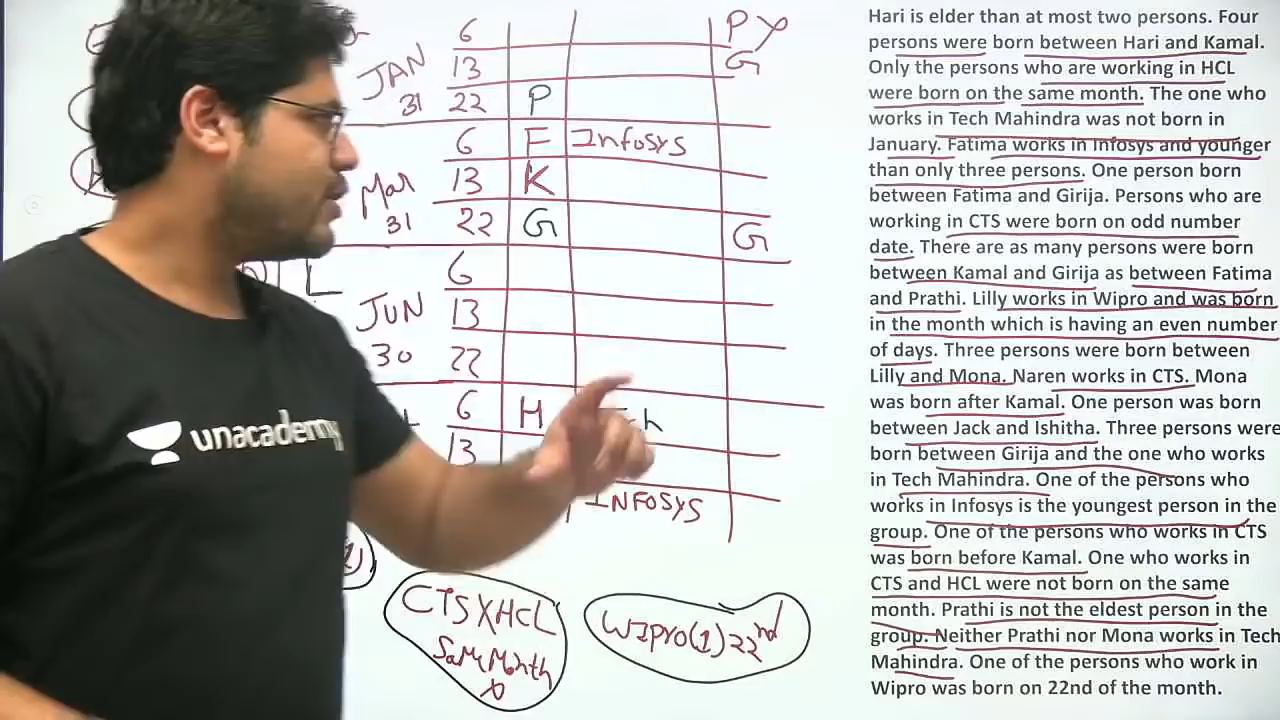 6 P y
JAN 13 G
31 22 P
6 F Infosys
Mar 13 K
31 22 G G
L
6
JUN 13
30 22
6 H ch
13
INFOSYS
unacademy
CTS X HCL
Same Month
WIPro(1) 22nd
Hari is elder than at most two persons. Four
persons were born between Hari and Kamal.
Only the persons who are working in HCL
were born on the same month. The one who
works in Tech Mahindra was not born in
January. Fatima works in Infosys and younger
than only three persons. One person born
between Fatima and Girija. Persons who are
working in CTS were born on odd number
date. There are as many persons were born
between Kamal and Girija as between Fatima
and Prathi. Lilly works in Wipro and was born
in the month which is having an even number
of days. Three persons were born between
Lilly and Mona. Naren works in CTS. Mona
was born after Kamal. One person was born
between Jack and Ishitha. Three persons were
born between Girija and the one who works
in Tech Mahindra. One of the persons who
works in Infosys is the youngest person in the
group. One of the persons who works in CTS
was born before Kamal. One who works in
CTS and HCL were not born on the same
month. Prathi is not the eldest person in the
group. Neither Prathi nor Mona works in Tech
Mahindra. One of the persons who work in
Wipro was born on 22nd of the month.